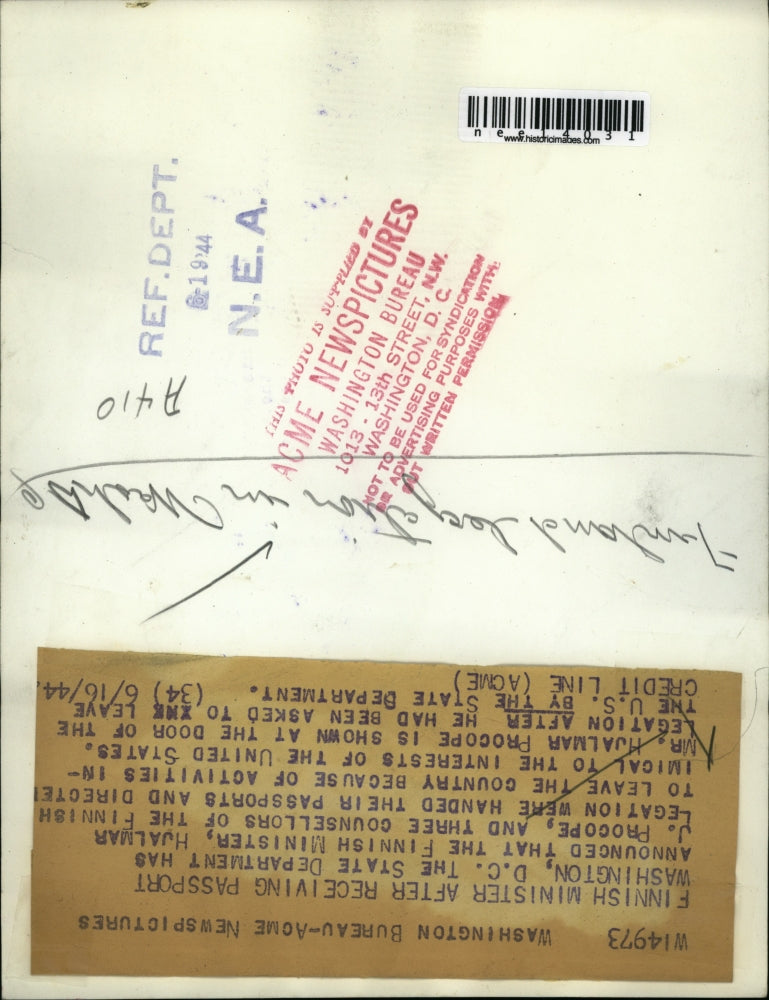 neet4031
www.historicimages.com
REF.DEPT.
6-19'44
N.E.A.
THIS PHOTO IS SUPPLIED BY
ACME NEWSPICTURES
WASHINGTON BUREAU
1013 - 13th STREET, N.W.
WASHINGTON, D. C.
NOT TO BE USED FOR SYNDICATION
OR ADVERTISING PURPOSES WITH-
OUT WRITTEN PERMISSION
A410
Finland Legation in
W14973 WASHINGTON BUREAU-ACME NEWSPICTURES
FINNISH MINISTER AFTER RECEIVING PASSPORT
WASHINGTON, D.C. THE STATE DEPARTMENT HAS
ANNOUNCED THAT THE FINNISH MINISTER, HJALMAR
J. PROCOPE, AND THREE COUNSELLORS OF THE FINNISH
LEGATION WERE HANDED THEIR PASSPORTS AND DIRECTED
TO LEAVE THE COUNTRY BECAUSE OF ACTIVITIES IN-
IMICAL TO THE INTERESTS OF THE UNITED STATES.
MR. HJALMAR PROCOPE IS SHOWN AT THE DOOR OF THE
LEGATION AFTER HE HAD BEEN ASKED TO LEAVE
THE U.S. BY THE STATE DEPARTMENT.
CREDIT LINE (ACME) (34) 6/16/44